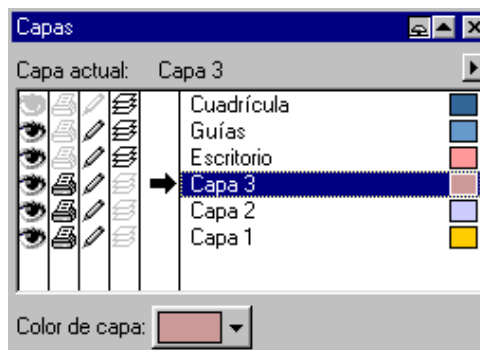 Capas
Capa actual: Capa 3
Cuadrícula
Guías
Escritorio
Capa 3
Capa 2
Capa 1
Color de capa: